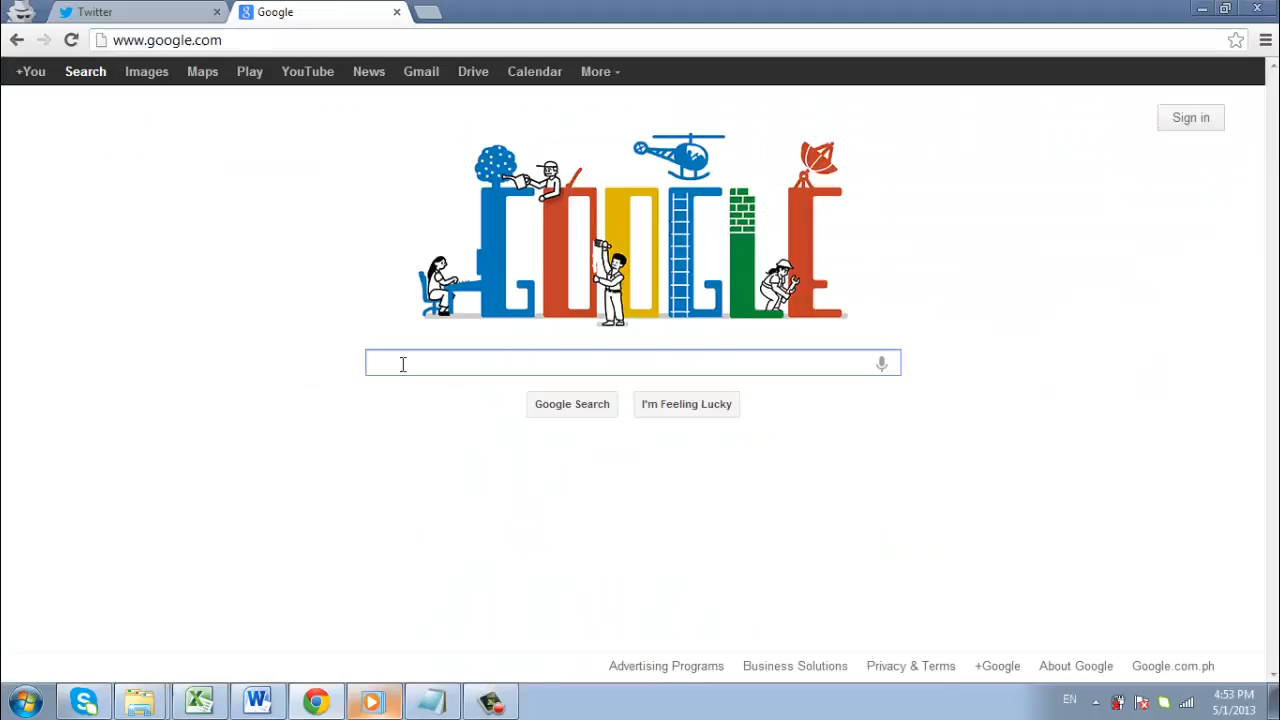 Twitter
Google
www.google.com
+You Search Images Maps Play YouTube News Gmail Drive Calendar More
Sign in
GOOGLE
Google Search I'm Feeling Lucky
Advertising Programs Business Solutions Privacy & Terms +Google About Google Google.com.ph
EN
4:53 PM
5/1/2013